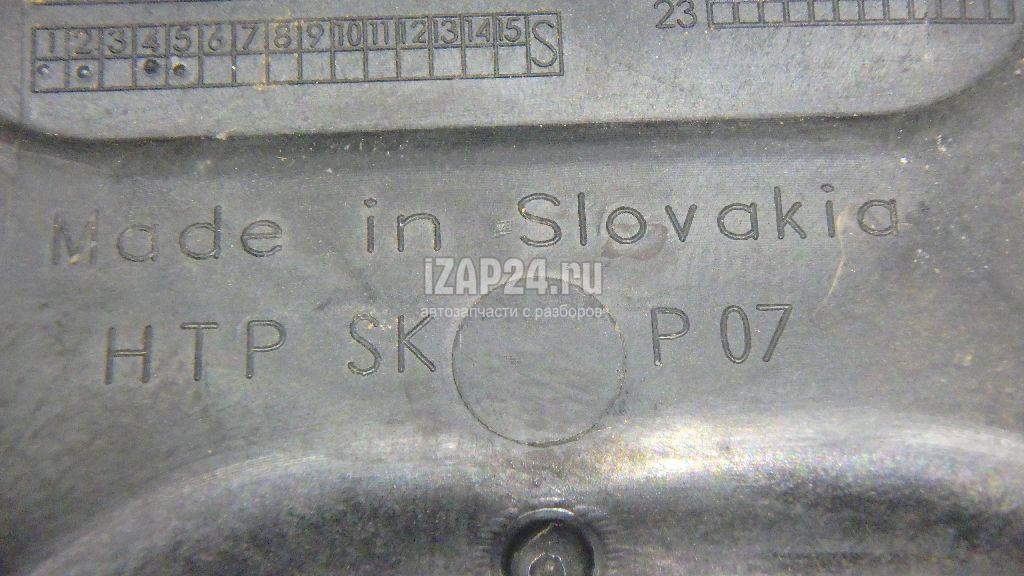 1 2 3 4 5 6 7 8 9 10 11 12 13 14 15 S
23
Made in Slovakia
iZAP24.ru
автозапчасти с разборов
HTP SK P 07